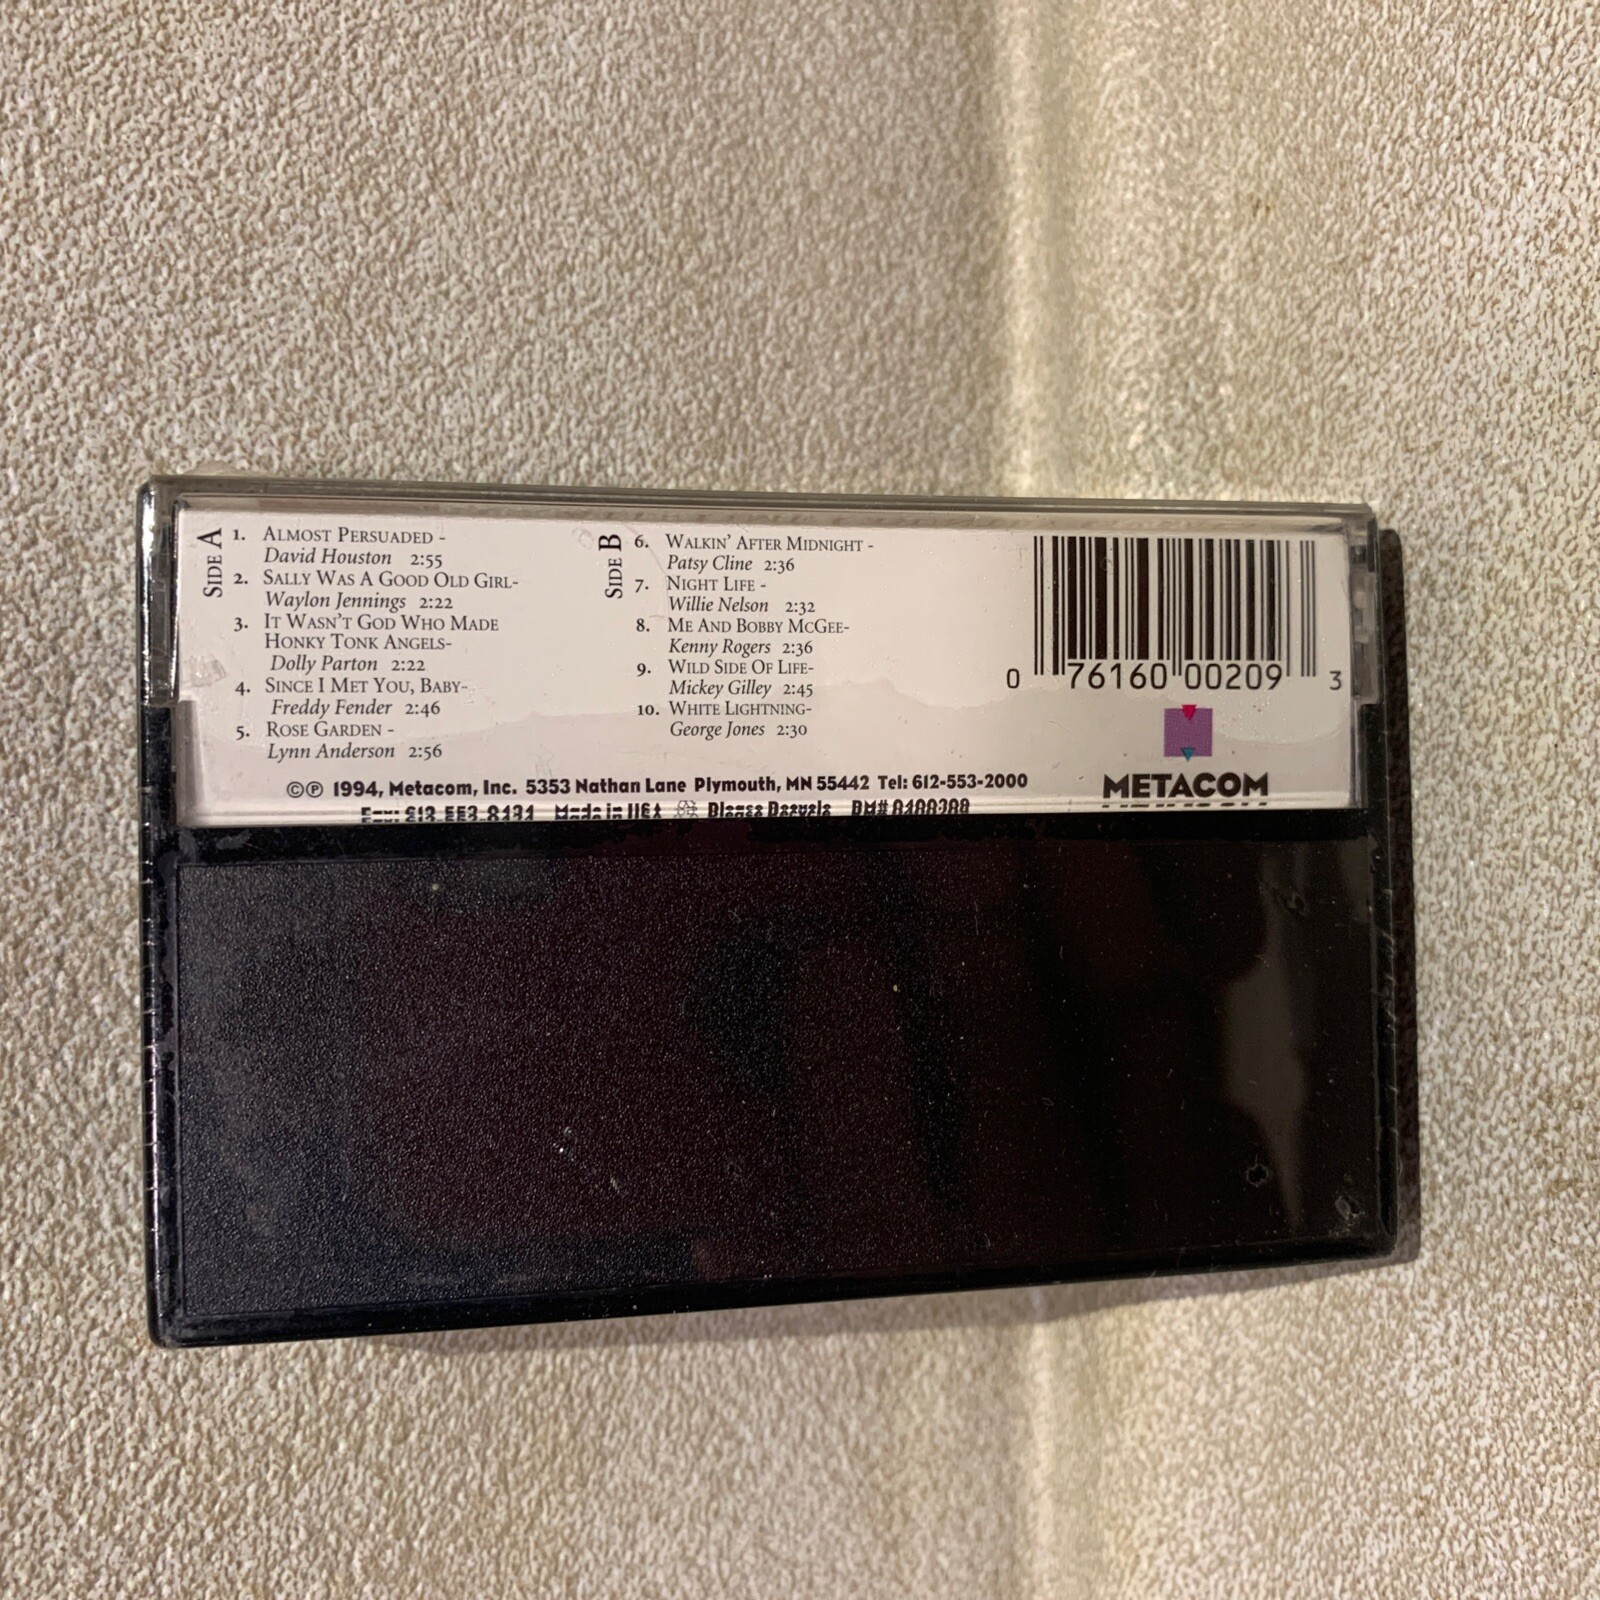 SIDE A
1. ALMOST PERSUADED -
David Houston 2:55
2. SALLY WAS A GOOD OLD GIRL-
Waylon Jennings 2:22
3. IT WASN'T GOD WHO MADE
HONKY TONK ANGELS-
Dolly Parton 2:22
4. SINCE I MET YOU, BABY-
Freddy Fender 2:46
5. ROSE GARDEN -
Lynn Anderson 2:56
SIDE B
6. WALKIN' AFTER MIDNIGHT -
Patsy Cline 2:36
7. NIGHT LIFE -
Willie Nelson 2:32
8. ME AND BOBBY MCGEE-
Kenny Rogers 2:36
9. WILD SIDE OF LIFE-
Mickey Gilley 2:45
10. WHITE LIGHTNING-
George Jones 2:30
0 76160 00209 3
METACOM
©℗ 1994, Metacom, Inc. 5353 Nathan Lane Plymouth, MN 55442 Tel: 612-553-2000
Made in USA Please Recycle